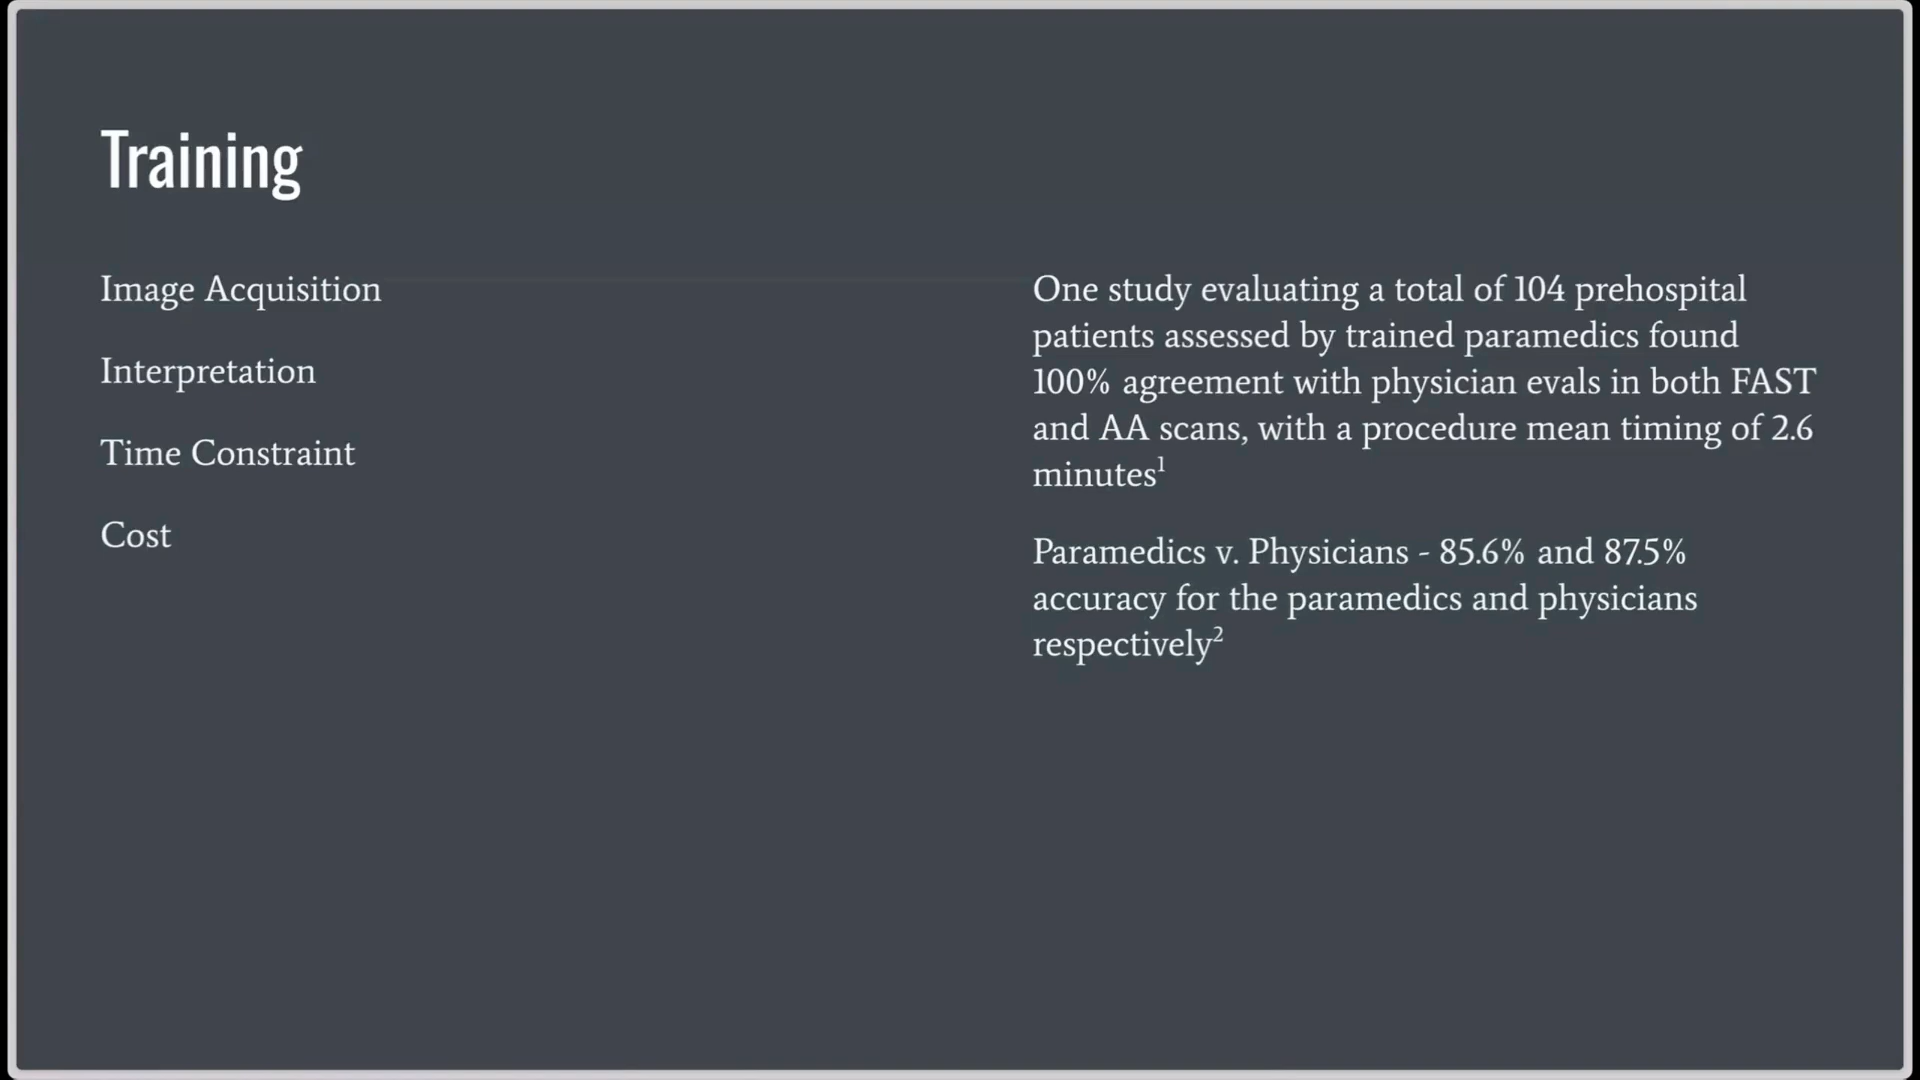 Training
Image Acquisition
Interpretation
Time Constraint
Cost
One study evaluating a total of 104 prehospital
patients assessed by trained paramedics found
100% agreement with physician evals in both FAST
and AA scans, with a procedure mean timing of 2.6
minutes¹
Paramedics v. Physicians - 85.6% and 87.5%
accuracy for the paramedics and physicians
respectively²